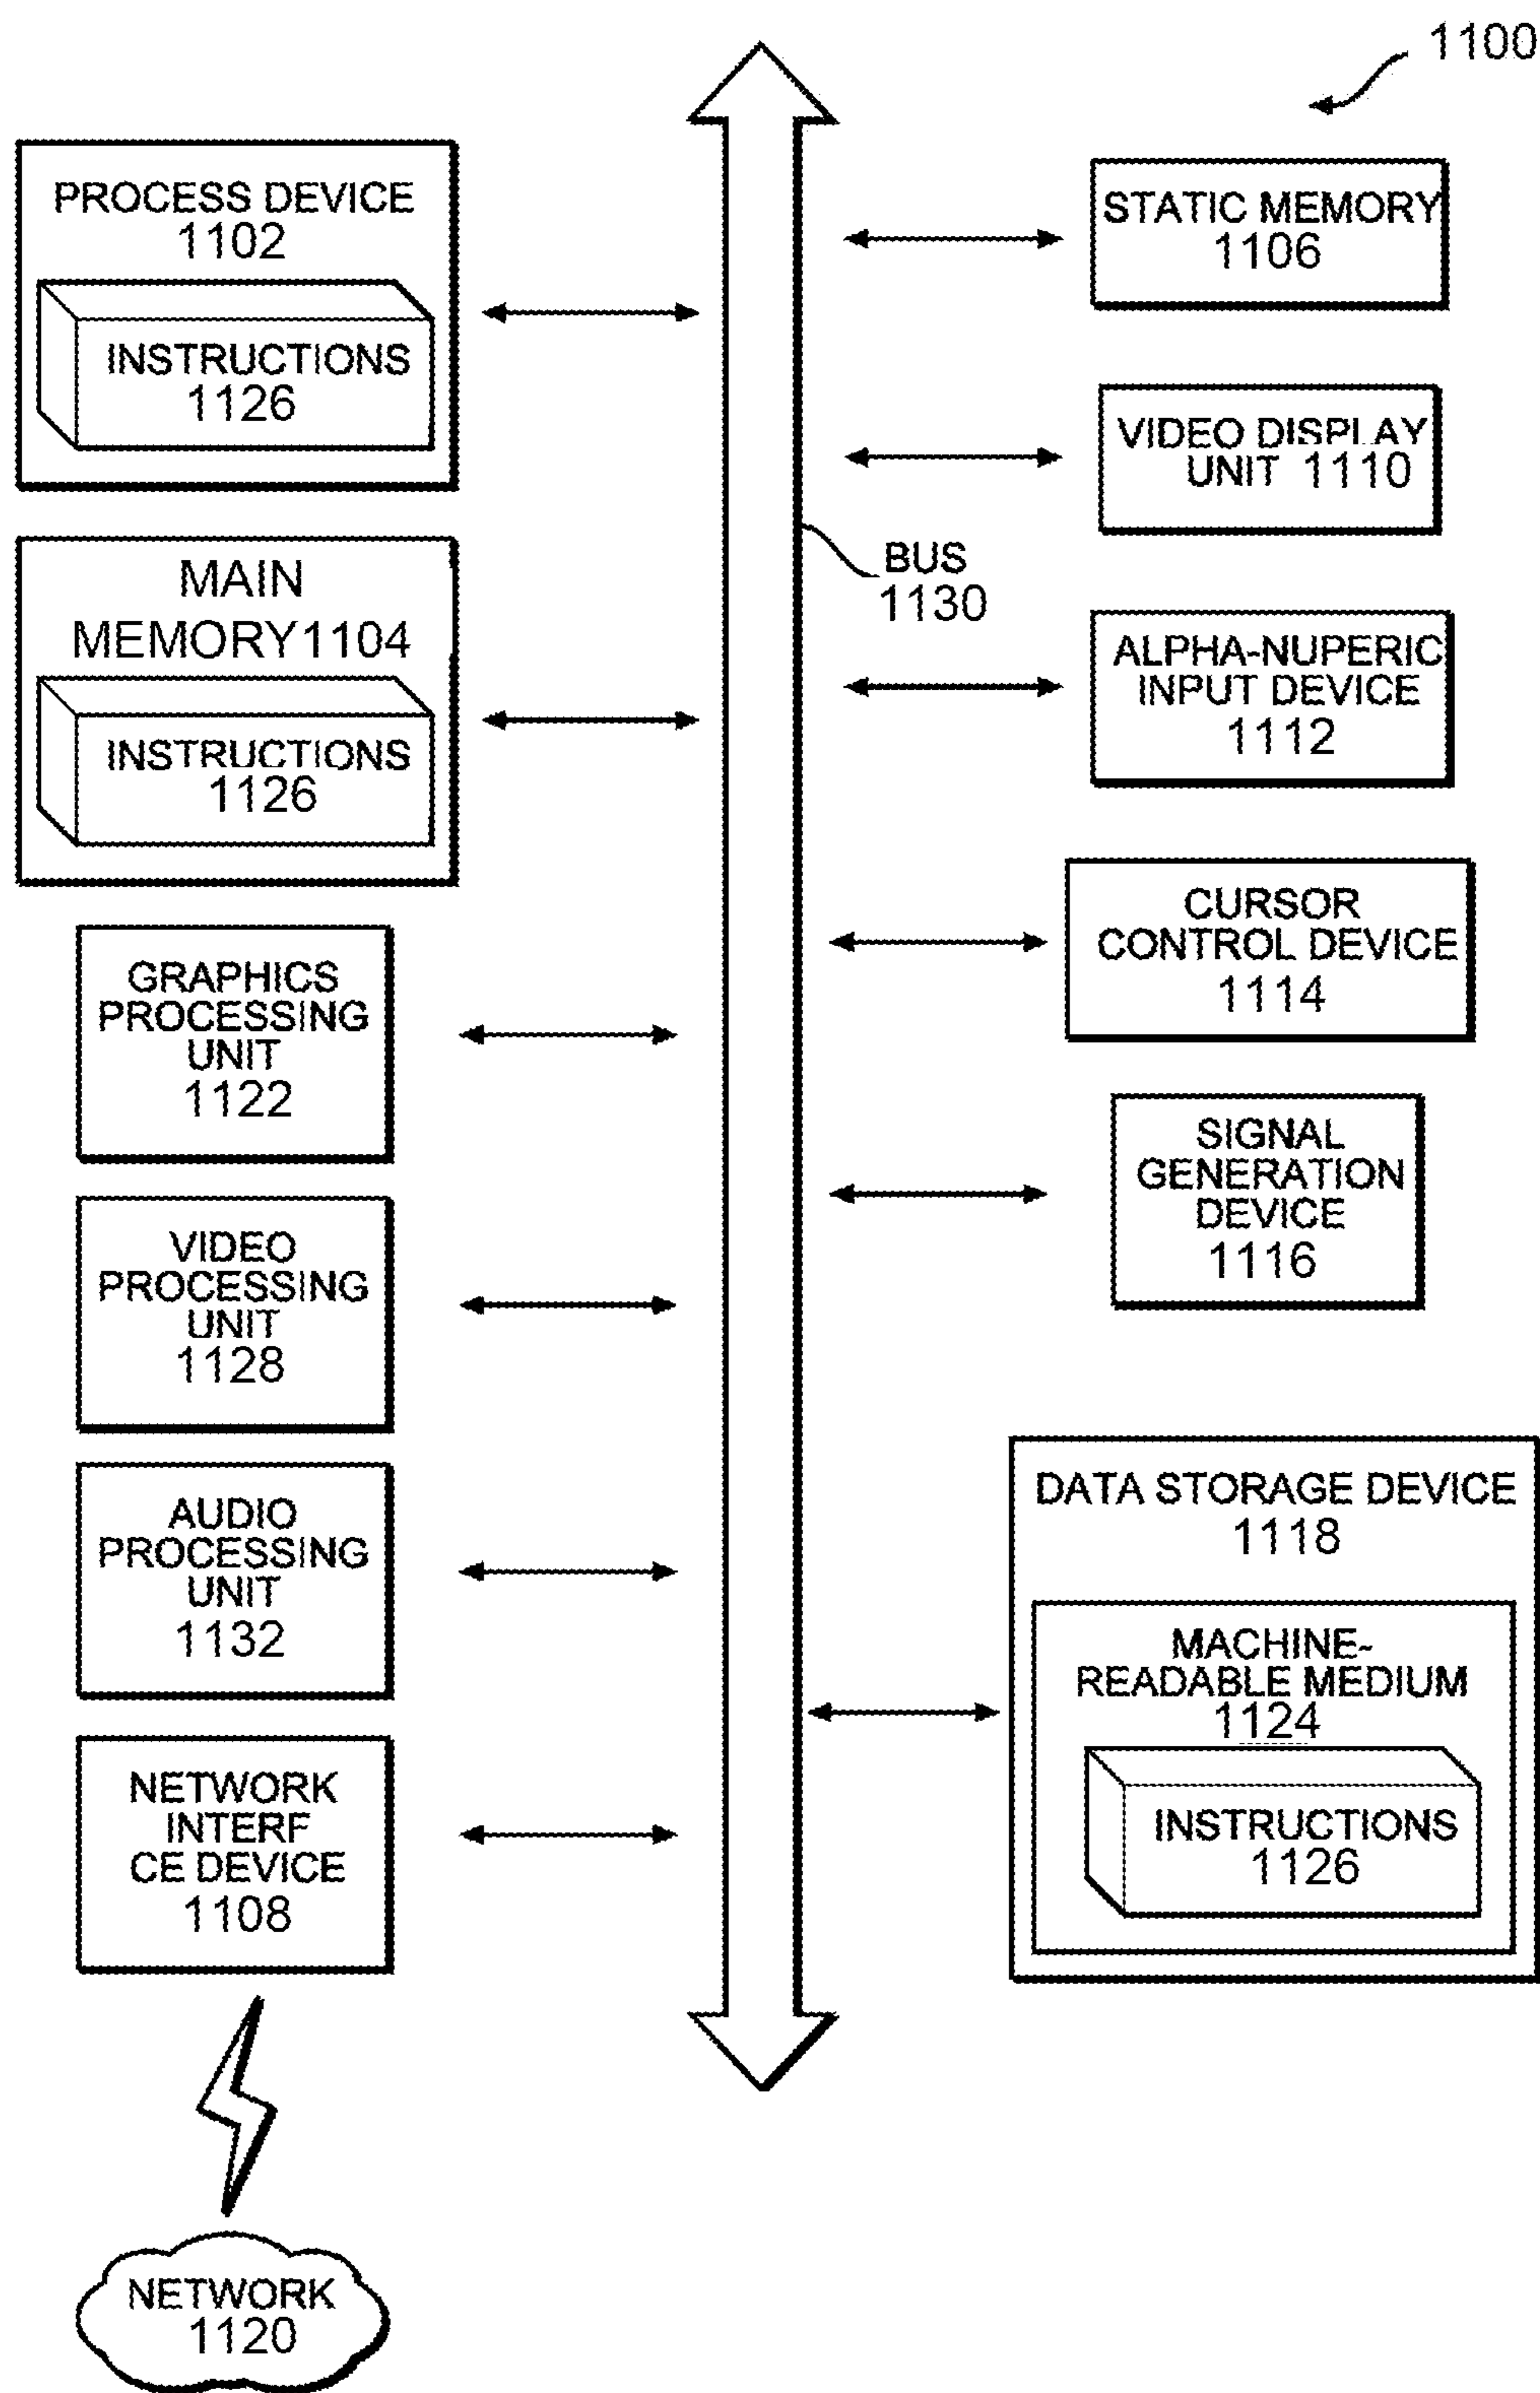 1100
PROCESS DEVICE
1102
INSTRUCTIONS
1126
MAIN
MEMORY1104
INSTRUCTIONS
1126
GRAPHICS
PROCESSING
UNIT
1122
VIDEO
PROCESSING
UNIT
1128
AUDIO
PROCESSING
UNIT
1132
NETWORK
INTERF
CE DEVICE
1108
NETWORK
1120
BUS
1130
STATIC MEMORY
1106
VIDEO DISPLAY
UNIT 1110
ALPHA-NUPERIC
INPUT DEVICE
1112
CURSOR
CONTROL DEVICE
1114
SIGNAL
GENERATION
DEVICE
1116
DATA STORAGE DEVICE
1118
MACHINE-
READABLE MEDIUM
1124
INSTRUCTIONS
1126